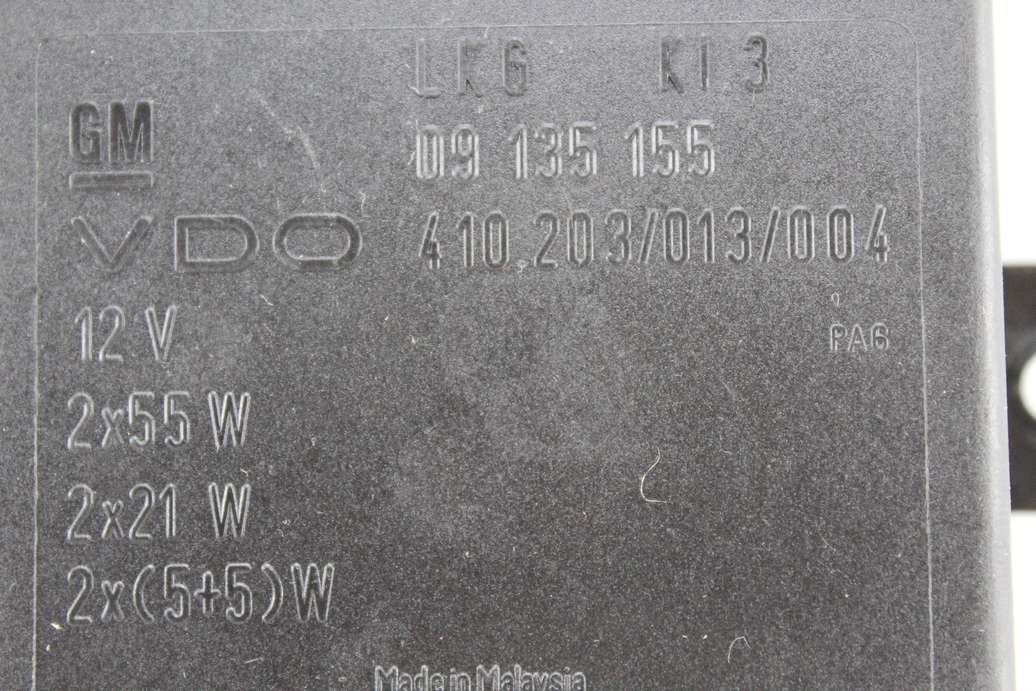 LKG KI 3
GM 09 135 155
VDO 410.203/013/004
12 V PA6
2x55 W
2x21 W
2x(5+5)W
Made in Malaysia